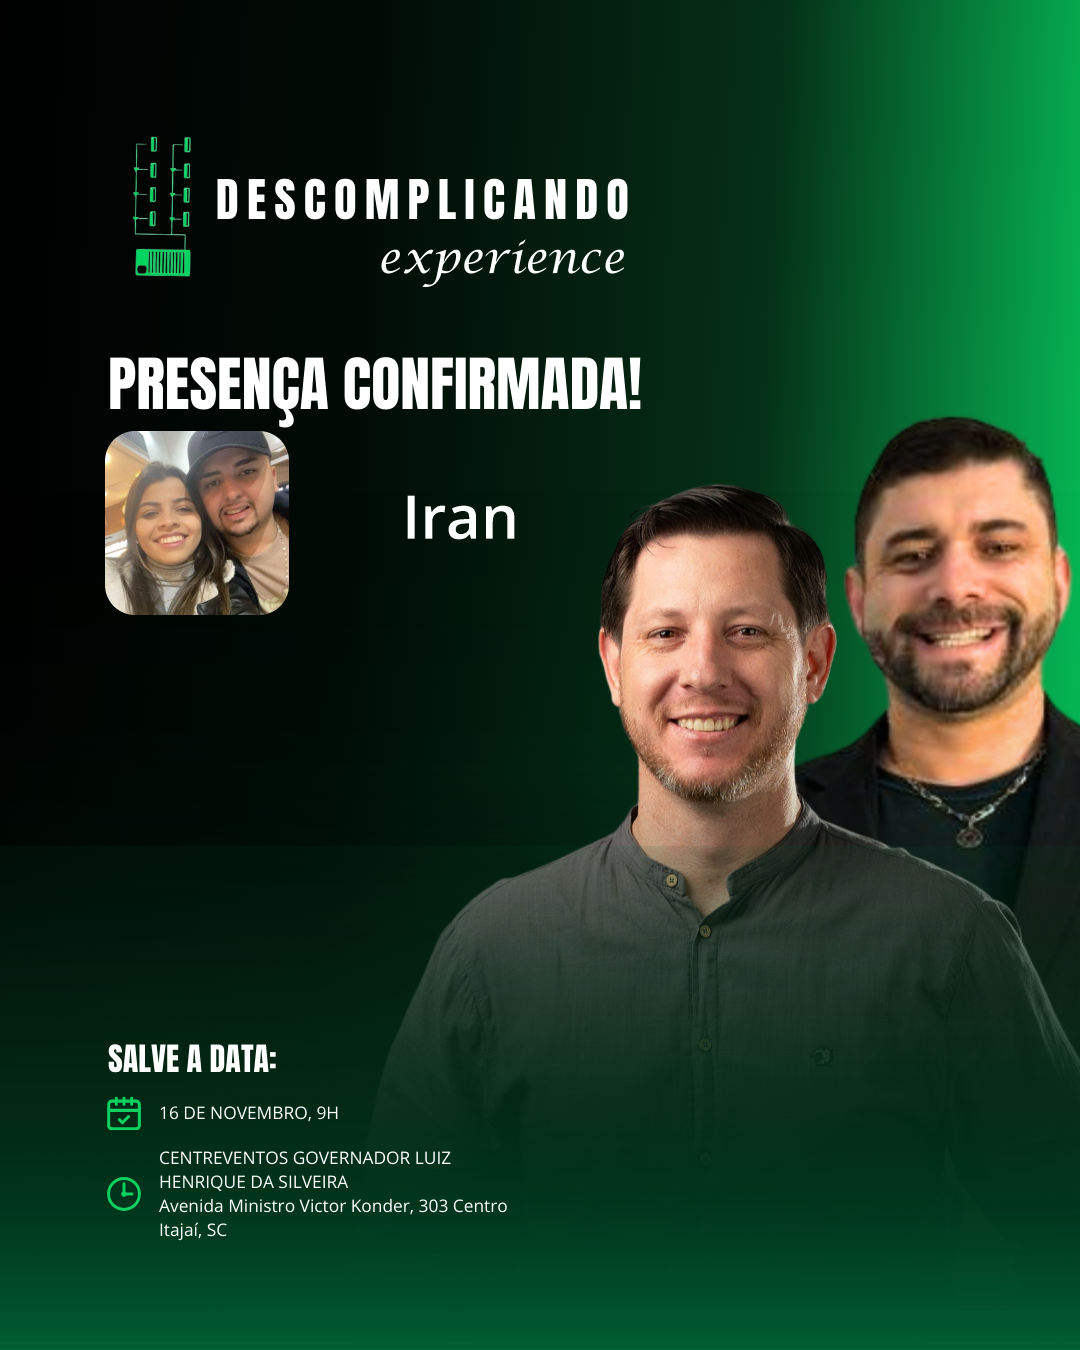 DESCOMPLICANDO
experience
PRESENÇA CONFIRMADA!
Iran
SALVE A DATA:
16 DE NOVEMBRO, 9H
CENTREVENTOS GOVERNADOR LUIZ
HENRIQUE DA SILVEIRA
Avenida Ministro Victor Konder, 303 Centro
Itajaí, SC